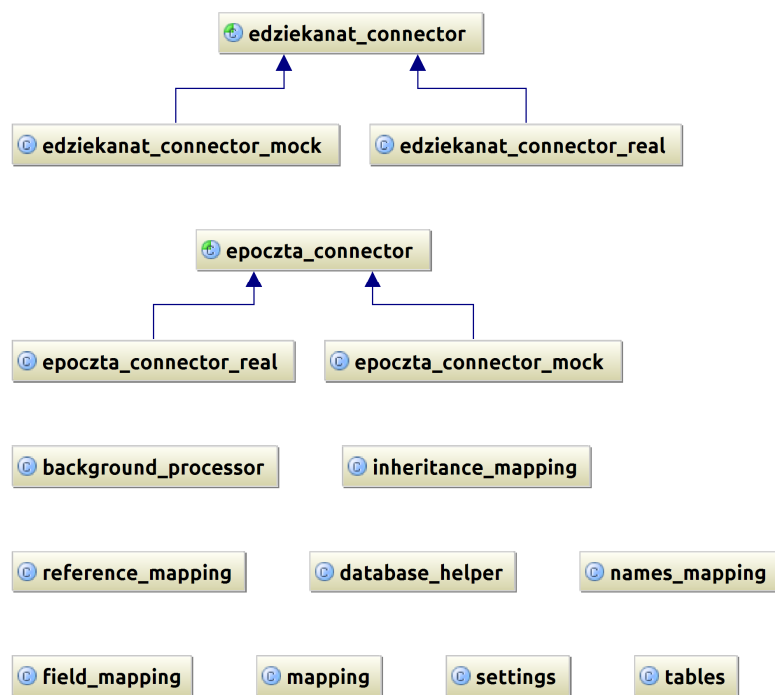 edziekanat_connector
edziekanat_connector_mock edziekanat_connector_real
epoczta_connector
epoczta_connector_real epoczta_connector_mock
background_processor inheritance_mapping
reference_mapping database_helper names_mapping
field_mapping mapping settings tables